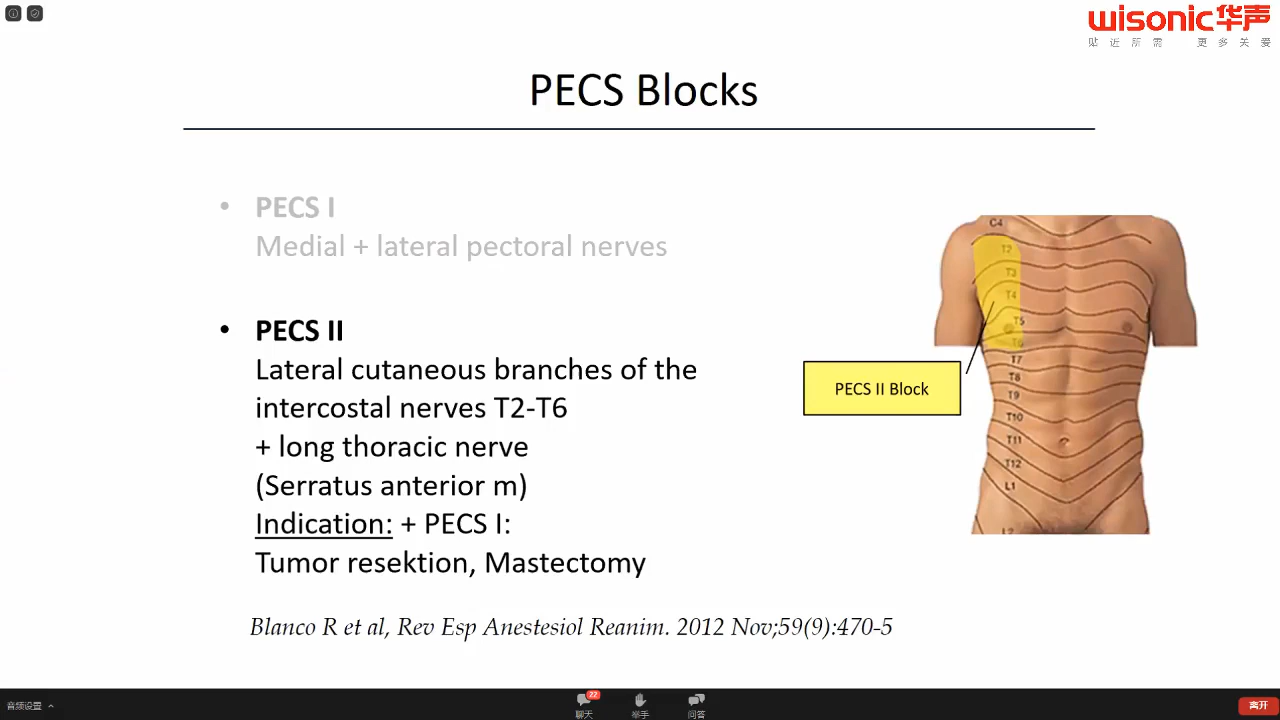 wisonic华声
贴近所需 更多关爱
PECS Blocks
• PECS I
Medial + lateral pectoral nerves
• PECS II
Lateral cutaneous branches of the
intercostal nerves T2-T6
+ long thoracic nerve
(Serratus anterior m)
Indication: + PECS I:
Tumor resektion, Mastectomy
C4
T2
T3
T4
T5
T6
T7
T8
T9
T10
T11
T12
L1
L2
PECS II Block
Blanco R et al, Rev Esp Anestesiol Reanim. 2012 Nov;59(9):470-5
音频设置
22
聊天
举手
问答
离开